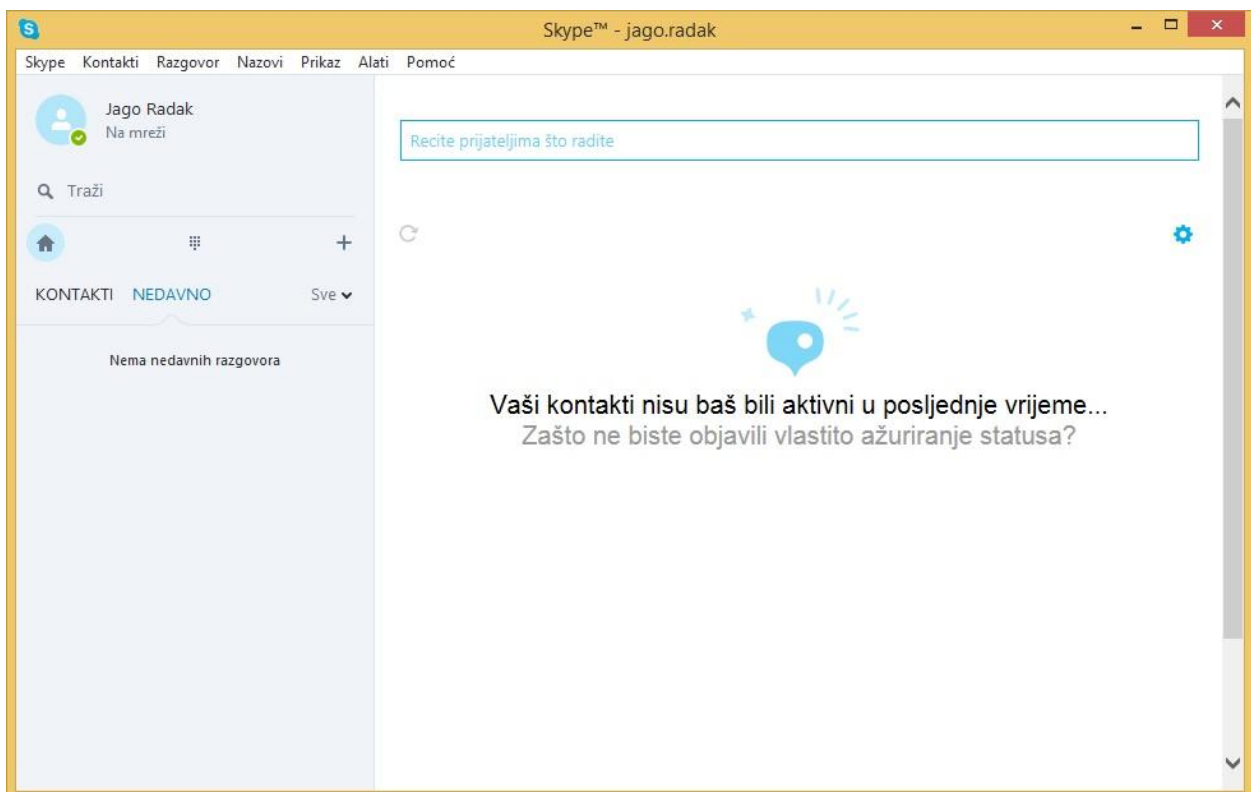 Skype™ - jago.radak
Skype Kontakti Razgovor Nazovi Prikaz Alati Pomoć
Jago Radak
Na mreži
Traži
KONTAKTI NEDAVNO Sve
Nema nedavnih razgovora
Recite prijateljima što radite
Vaši kontakti nisu baš bili aktivni u posljednje vrijeme...
Zašto ne biste objavili vlastito ažuriranje statusa?